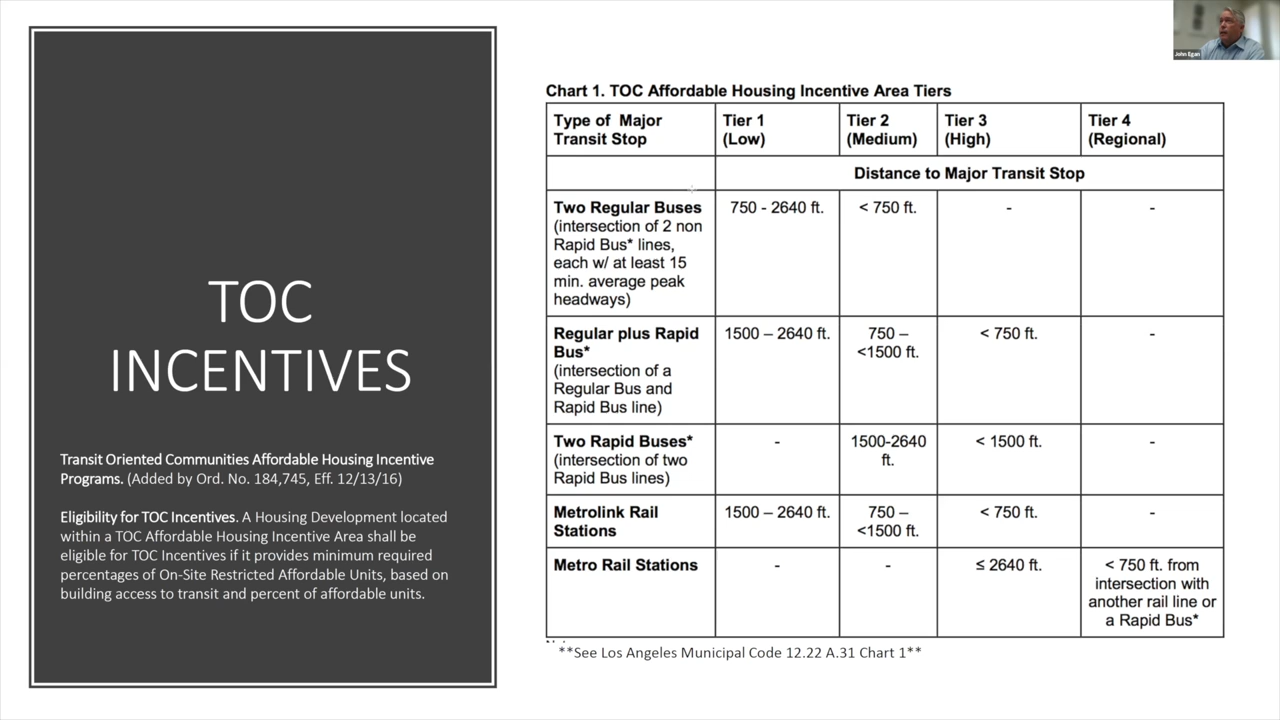 John Egan
TOC
INCENTIVES
Transit Oriented Communities Affordable Housing Incentive
Programs. (Added by Ord. No. 184,745, Eff. 12/13/16)
Eligibility for TOC Incentives. A Housing Development located
within a TOC Affordable Housing Incentive Area shall be
eligible for TOC Incentives if it provides minimum required
percentages of On-Site Restricted Affordable Units, based on
building access to transit and percent of affordable units.
Chart 1. TOC Affordable Housing Incentive Area Tiers
Type of Major Tier 1 Tier 2 Tier 3 Tier 4
Transit Stop (Low) (Medium) (High) (Regional)
Distance to Major Transit Stop
Two Regular Buses 750 - 2640 ft. < 750 ft. - -
(intersection of 2 non
Rapid Bus* lines,
each w/ at least 15
min. average peak
headways)
Regular plus Rapid 1500 – 2640 ft. 750 – < 750 ft. -
Bus* <1500 ft.
(intersection of a
Regular Bus and
Rapid Bus line)
Two Rapid Buses* - 1500-2640 < 1500 ft. -
(intersection of two ft.
Rapid Bus lines)
Metrolink Rail 1500 – 2640 ft. 750 – < 750 ft. -
Stations <1500 ft.
Metro Rail Stations - - ≤ 2640 ft. < 750 ft. from
intersection with
another rail line or
a Rapid Bus*
**See Los Angeles Municipal Code 12.22 A.31 Chart 1**